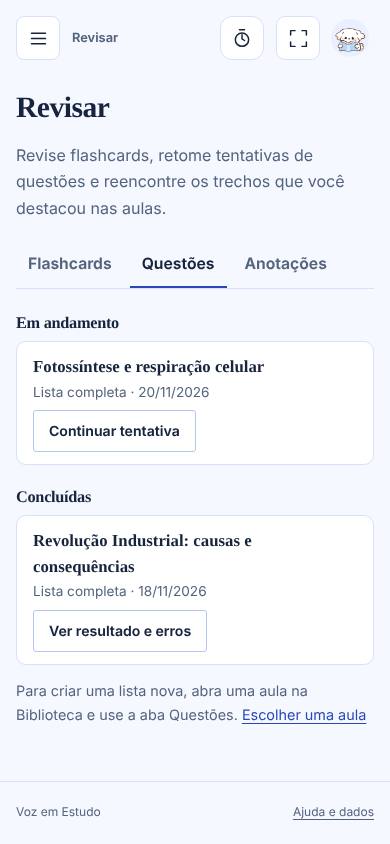 Revisar
Revisar
Revise flashcards, retome tentativas de
questões e reencontre os trechos que você
destacou nas aulas.
Flashcards
Questões
Anotações
Em andamento
Fotossíntese e respiração celular
Lista completa · 20/11/2026
Continuar tentativa
Concluídas
Revolução Industrial: causas e
consequências
Lista completa · 18/11/2026
Ver resultado e erros
Para criar uma lista nova, abra uma aula na
Biblioteca e use a aba Questões. Escolher uma aula
Voz em Estudo
Ajuda e dados